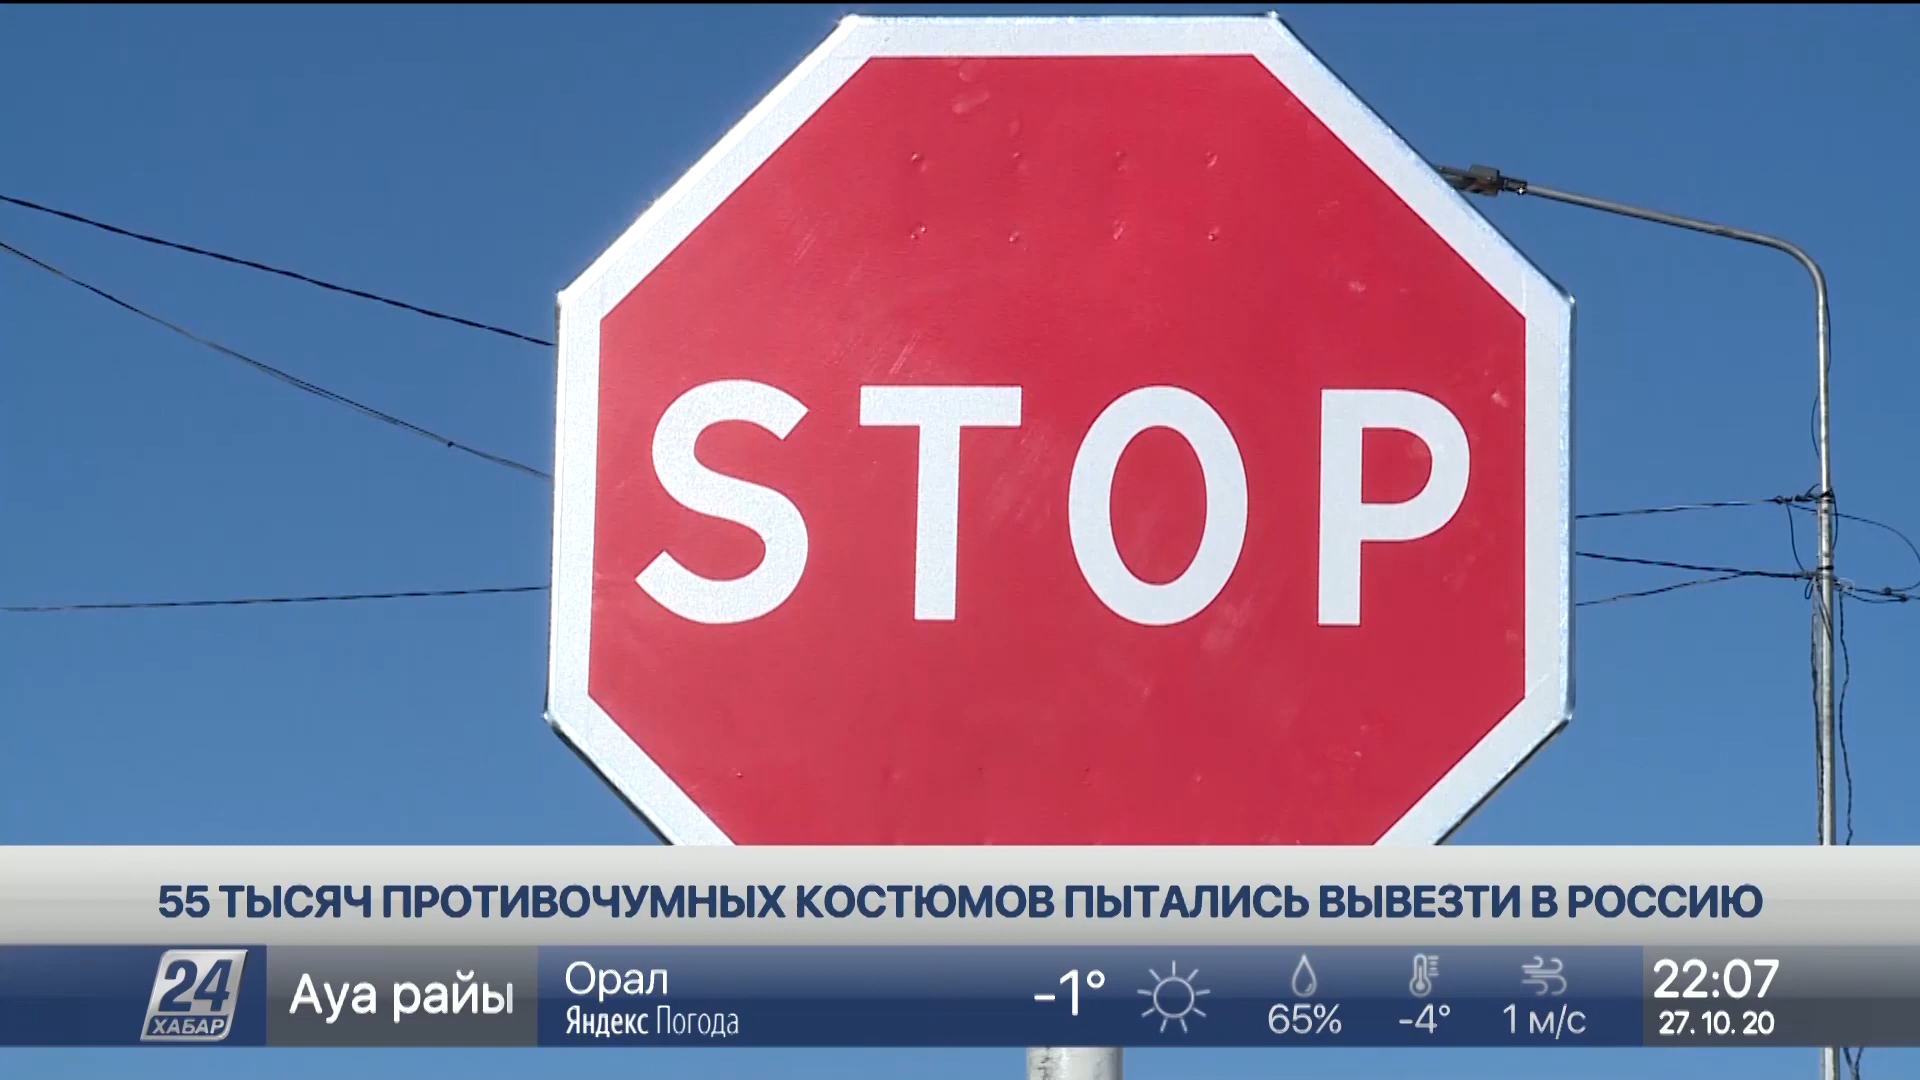 STOP
55 ТЫСЯЧ ПРОТИВОЧУМНЫХ КОСТЮМОВ ПЫТАЛИСЬ ВЫВЕЗТИ В РОССИЮ
24
ХАБАР
Ауа райы
Орал
Яндекс Погода
-1°
65%
-4°
1 м/с
22:07
27. 10. 20